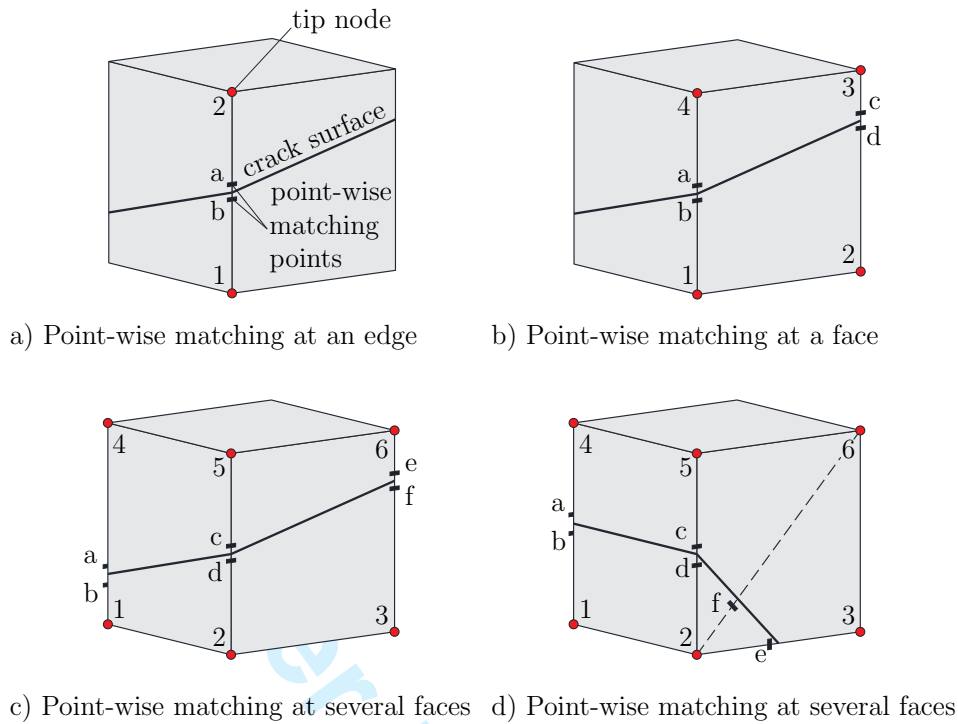 tip node
2
crack surface
a
b
point-wise
matching
points
1
a) Point-wise matching at an edge
3
4
c
d
a
b
2
1
b) Point-wise matching at a face
4
5
6
e
f
c
d
a
b
1
2
3
c) Point-wise matching at several faces
4
5
6
a
b
c
d
f
1
2
3
e
d) Point-wise matching at several faces